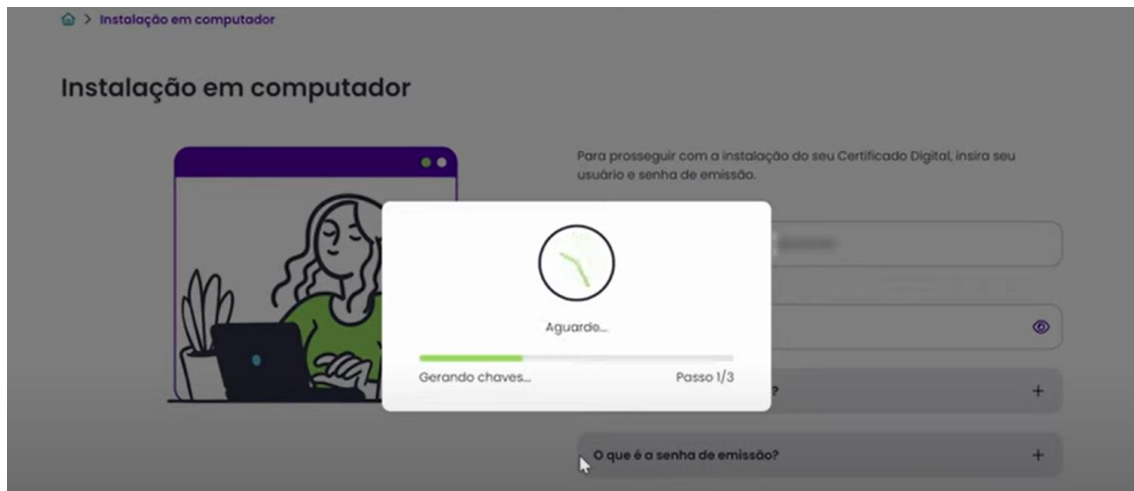 > Instalação em computador
Instalação em computador
Para prosseguir com a instalação do seu Certificado Digital, insira seu
usuário e senha de emissão.
Aguarde...
Gerando chaves... Passo 1/3
? +
O que é a senha de emissão? +